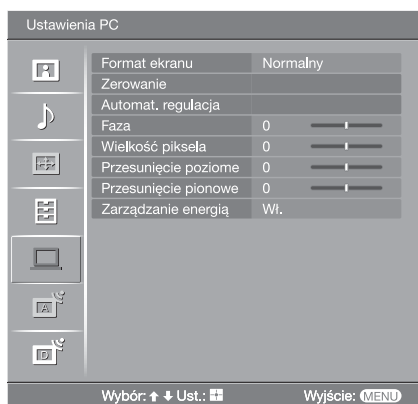 Ustawienia PC
Format ekranu Normalny
Zerowanie
Automat. regulacja
Faza 0
Wielkość piksela 0
Przesunięcie poziome 0
Przesunięcie pionowe 0
Zarządzanie energią Wł.
A
D
Wybór: Ust.: Wyjście: MENU